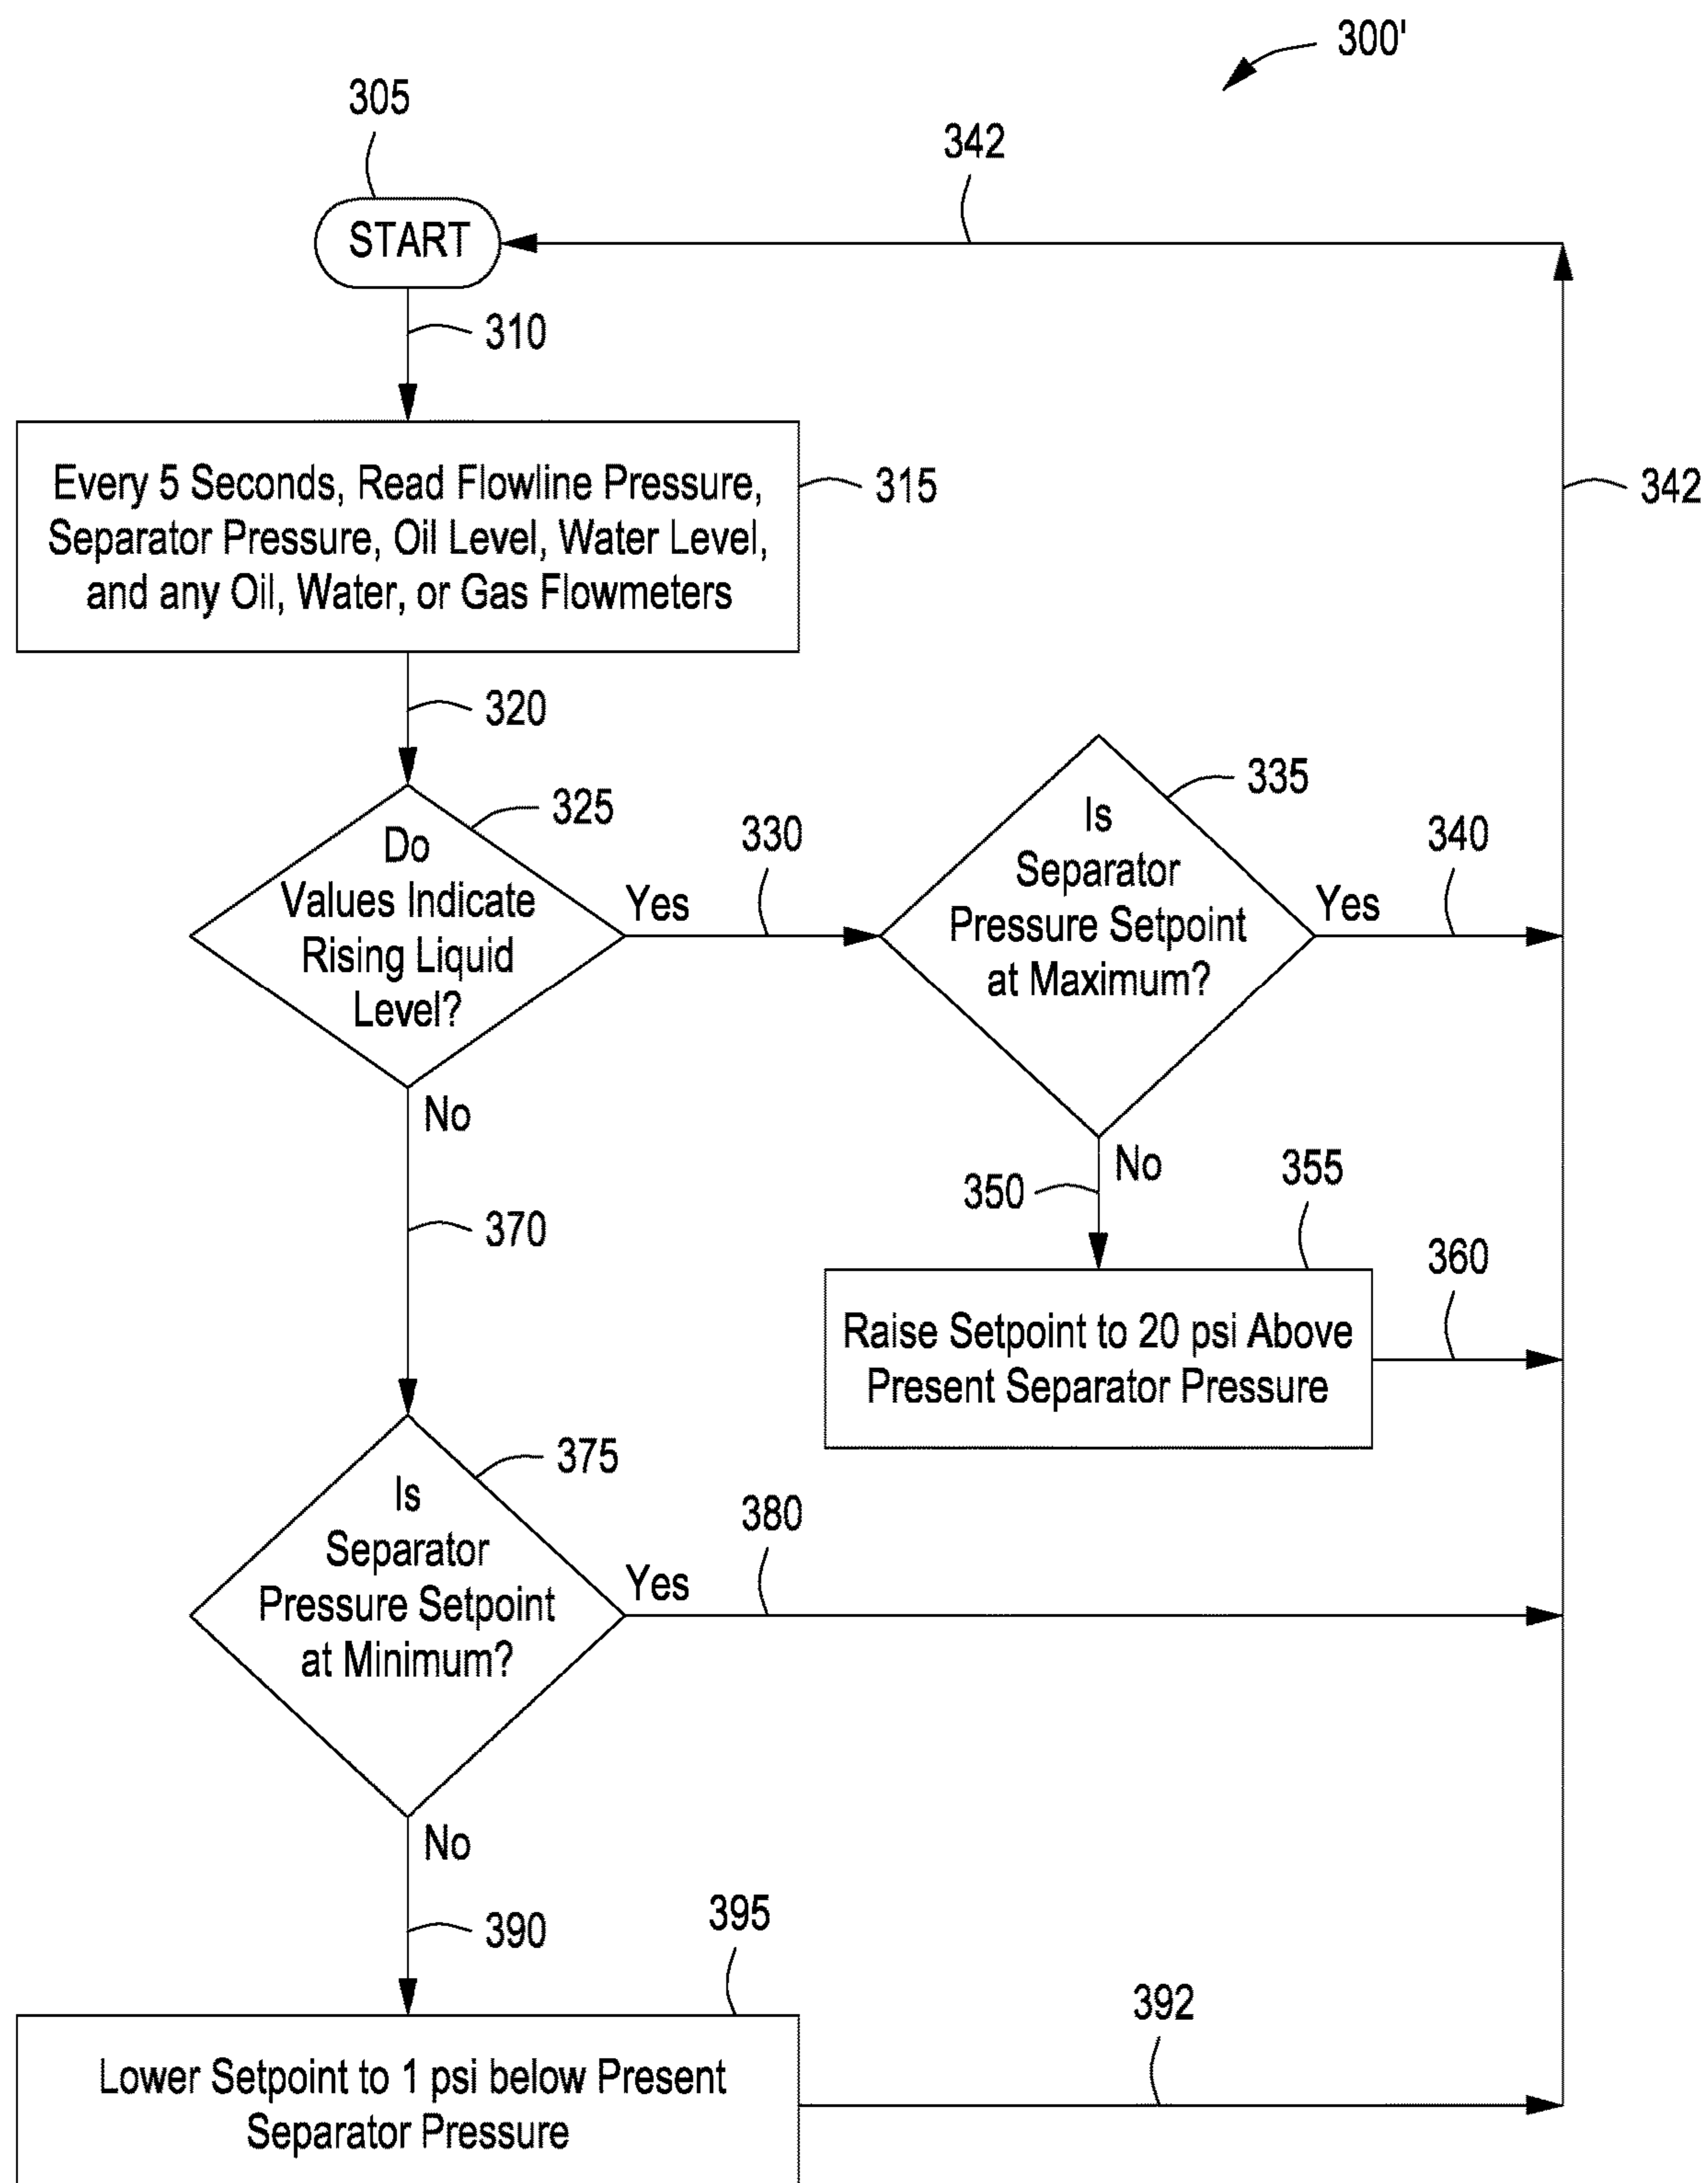 300'
305
342
START
310
Every 5 Seconds, Read Flowline Pressure,
Separator Pressure, Oil Level, Water Level,
and any Oil, Water, or Gas Flowmeters
315
342
320
325
Do
Values Indicate
Rising Liquid
Level?
Yes
330
335
Is
Separator
Pressure Setpoint
at Maximum?
Yes
340
No
370
No
350
355
Raise Setpoint to 20 psi Above
Present Separator Pressure
360
375
Is
Separator
Pressure Setpoint
at Minimum?
Yes
380
No
390
395
Lower Setpoint to 1 psi below Present
Separator Pressure
392